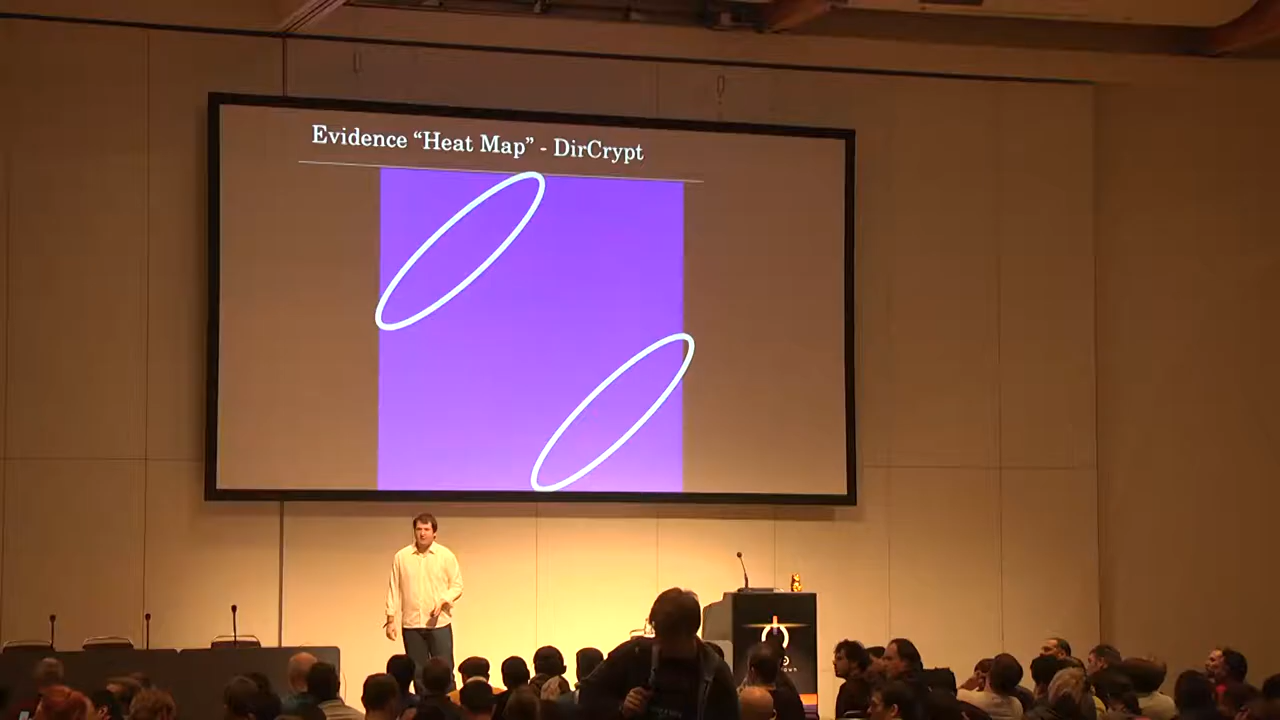 Evidence “Heat Map” - DirCrypt